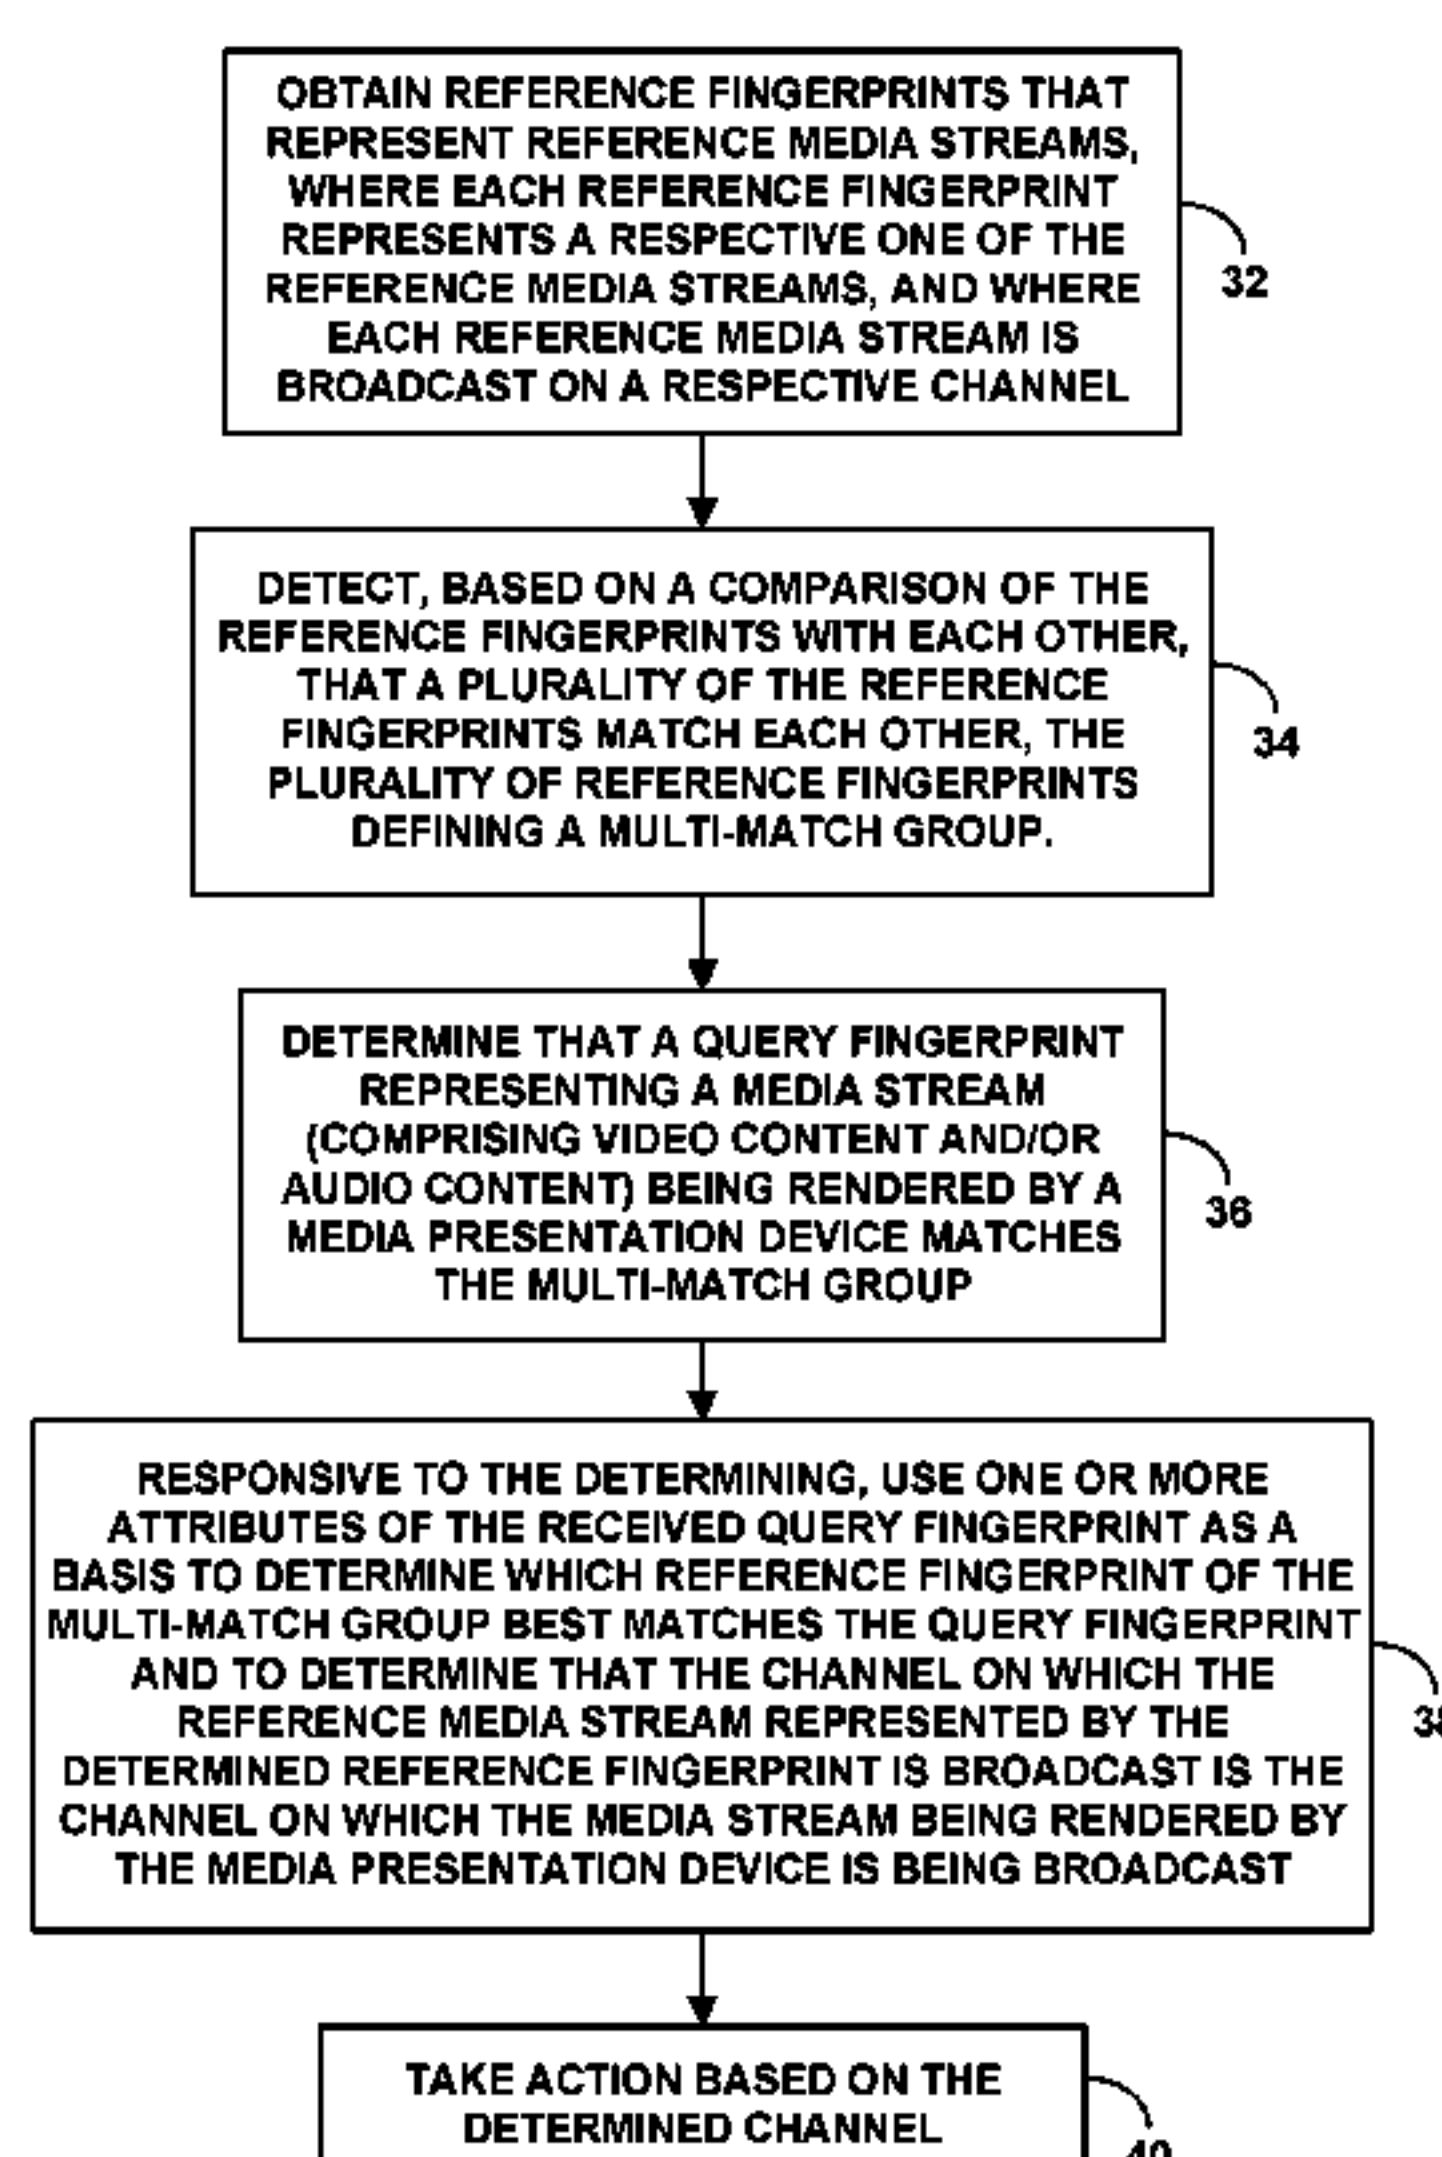 OBTAIN REFERENCE FINGERPRINTS THAT
REPRESENT REFERENCE MEDIA STREAMS,
WHERE EACH REFERENCE FINGERPRINT
REPRESENTS A RESPECTIVE ONE OF THE
REFERENCE MEDIA STREAMS, AND WHERE
EACH REFERENCE MEDIA STREAM IS
BROADCAST ON A RESPECTIVE CHANNEL
32
DETECT, BASED ON A COMPARISON OF THE
REFERENCE FINGERPRINTS WITH EACH OTHER,
THAT A PLURALITY OF THE REFERENCE
FINGERPRINTS MATCH EACH OTHER, THE
PLURALITY OF REFERENCE FINGERPRINTS
DEFINING A MULTI-MATCH GROUP.
34
DETERMINE THAT A QUERY FINGERPRINT
REPRESENTING A MEDIA STREAM
(COMPRISING VIDEO CONTENT AND/OR
AUDIO CONTENT) BEING RENDERED BY A
MEDIA PRESENTATION DEVICE MATCHES
THE MULTI-MATCH GROUP
36
RESPONSIVE TO THE DETERMINING, USE ONE OR MORE
ATTRIBUTES OF THE RECEIVED QUERY FINGERPRINT AS A
BASIS TO DETERMINE WHICH REFERENCE FINGERPRINT OF THE
MULTI-MATCH GROUP BEST MATCHES THE QUERY FINGERPRINT
AND TO DETERMINE THAT THE CHANNEL ON WHICH THE
REFERENCE MEDIA STREAM REPRESENTED BY THE
DETERMINED REFERENCE FINGERPRINT IS BROADCAST IS THE
CHANNEL ON WHICH THE MEDIA STREAM BEING RENDERED BY
THE MEDIA PRESENTATION DEVICE IS BEING BROADCAST
38
TAKE ACTION BASED ON THE
DETERMINED CHANNEL
40